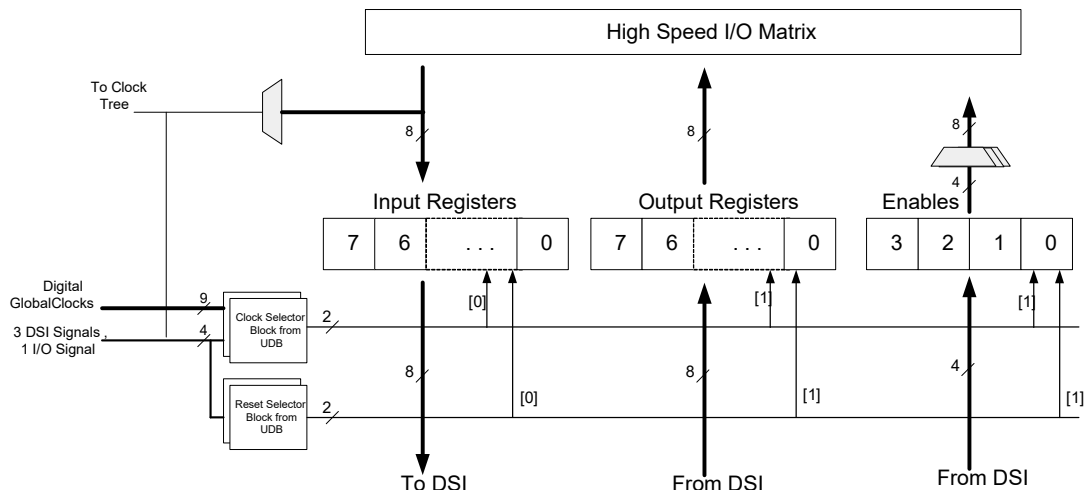 High Speed I/O Matrix
To Clock
Tree
8
8
8
4
Input Registers
Output Registers
Enables
7 6 . . . 0
7 6 . . . 0
3 2 1 0
Digital
GlobalClocks
9
3 DSI Signals ,
1 I/O Signal
4
Clock Selector
Block from
UDB
2
[0]
[1]
[1]
8
8
4
Reset Selector
Block from
UDB
2
[0]
[1]
[1]
To DSI
From DSI
From DSI